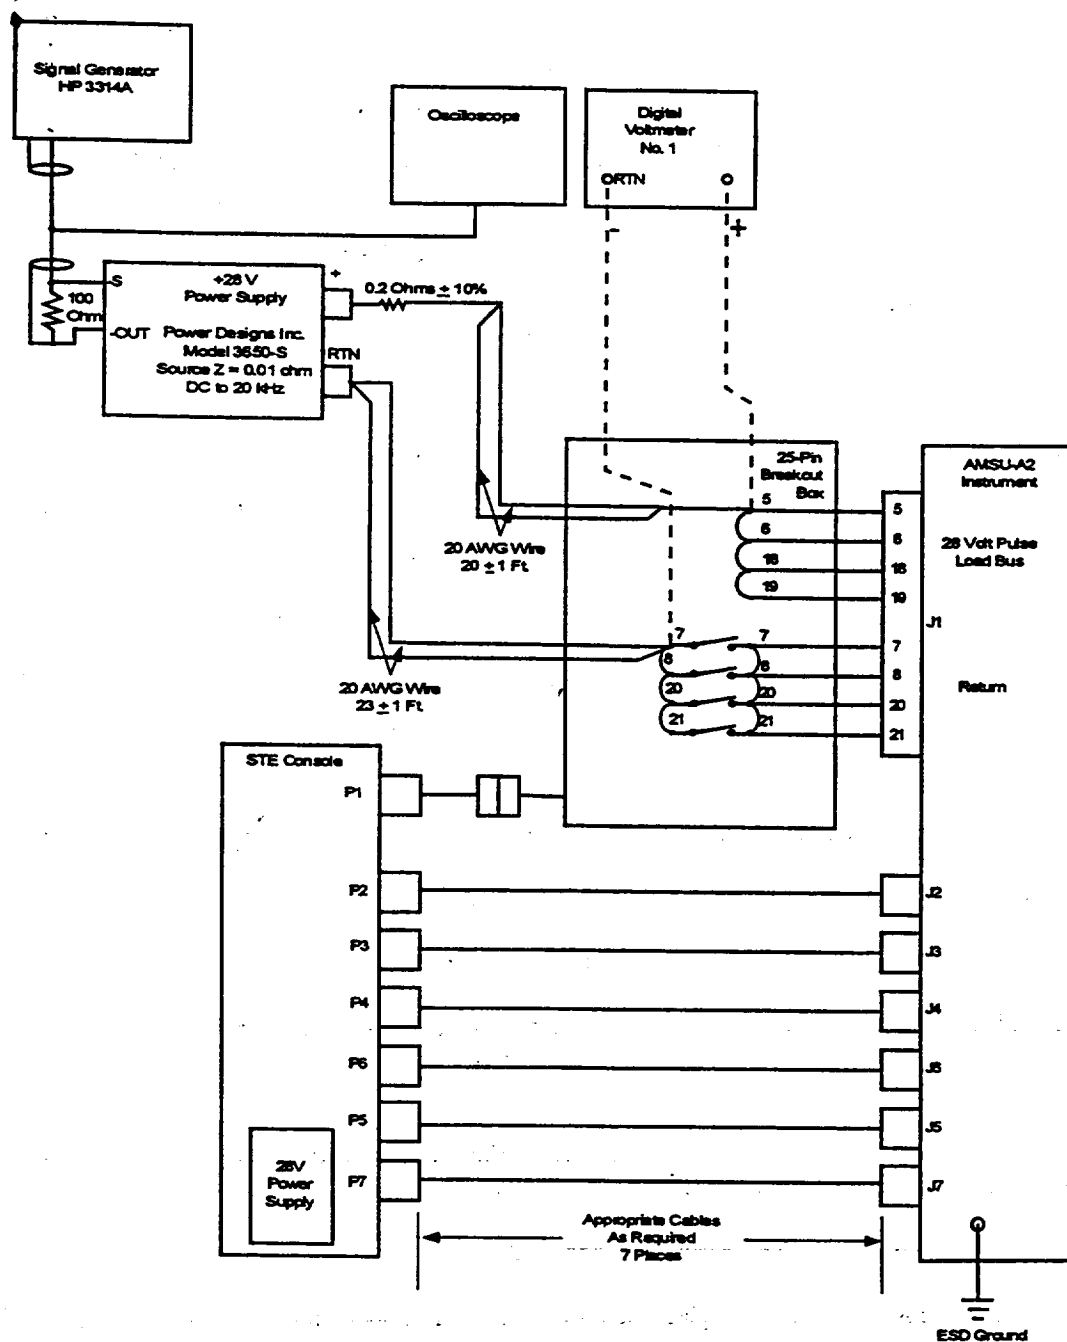 Signal Generator
HP 3314A
Oscilloscope
Digital
Voltmeter
No. 1
RTN
-
+
S
100
Ohm
-OUT
+28 V
Power Supply
Power Designs Inc.
Model 3650-S
Source Z = 0.01 ohm
DC to 20 kHz
+
RTN
0.2 Ohms ± 10%
20 AWG Wire
20 ± 1 Ft.
20 AWG Wire
23 ± 1 Ft.
25-Pin
Breakout
Box
5
6
18
19
7
8
20
21
7
8
20
21
5
6
18
19
7
8
20
21
J1
AMSU-A2
Instrument
28 Volt Pulse
Load Bus
Return
STE Console
P1
P2
P3
P4
P6
P5
P7
28V
Power
Supply
J2
J3
J4
J6
J5
J7
Appropriate Cables
As Required
7 Places
ESD Ground